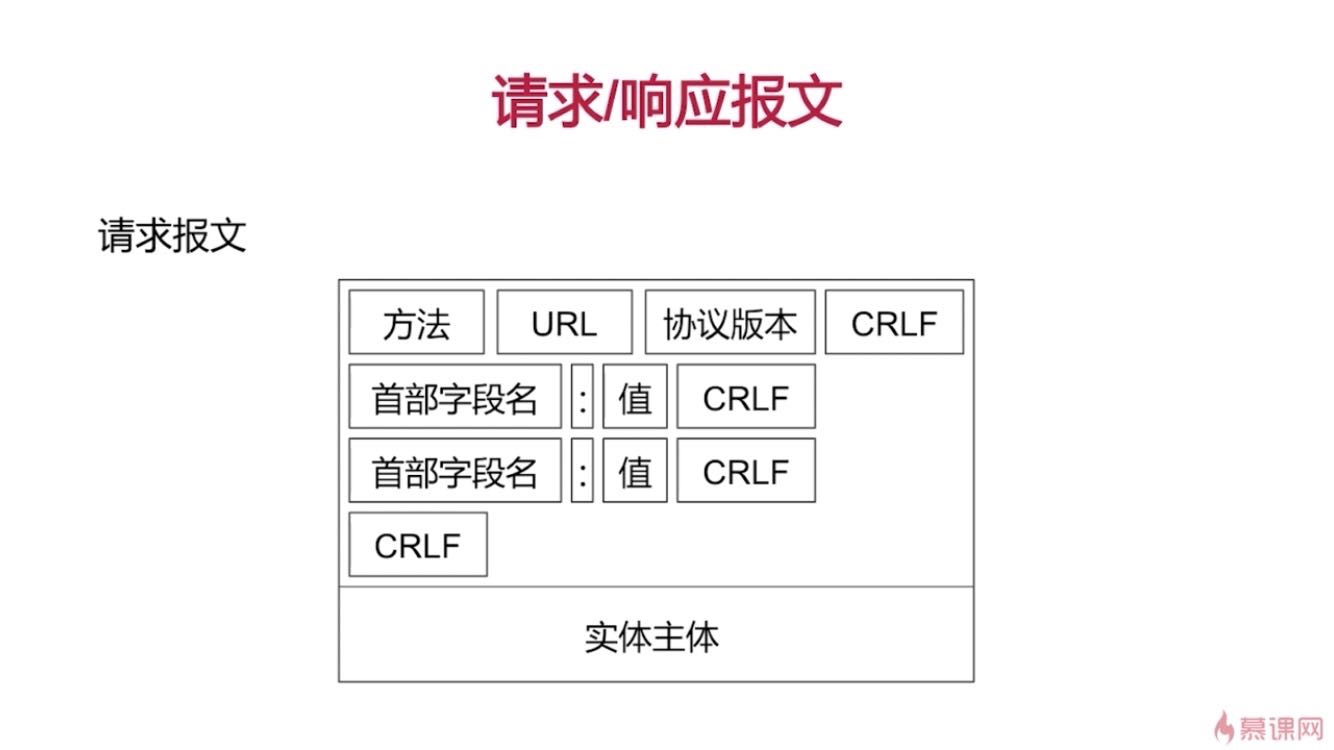 请求/响应报文
请求报文
方法 URL 协议版本 CRLF
首部字段名 : 值 CRLF
首部字段名 : 值 CRLF
CRLF
实体主体
慕课网